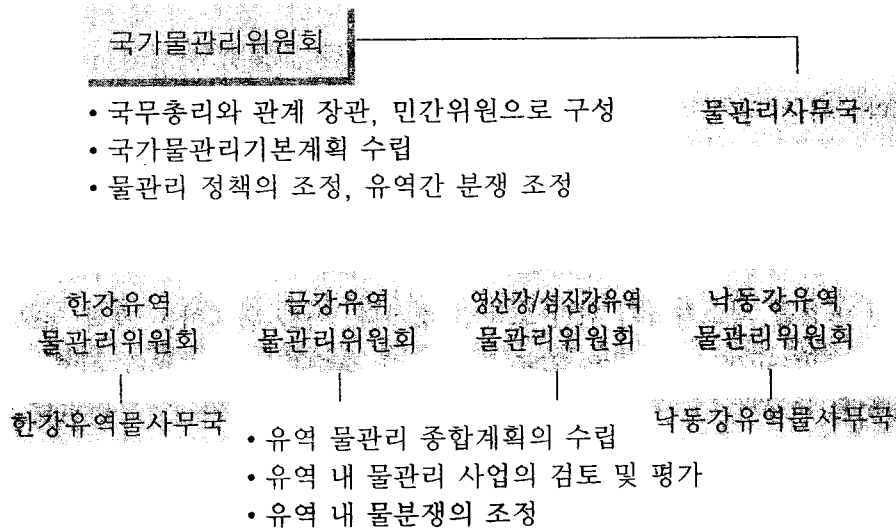 국가물관리위원회
• 국무총리와 관계 장관, 민간위원으로 구성
• 국가물관리기본계획 수립
• 물관리 정책의 조정, 유역간 분쟁 조정
물관리사무국
한강유역
물관리위원회
금강유역
물관리위원회
영산강/섬진강유역
물관리위원회
낙동강유역
물관리위원회
한강유역물사무국
낙동강유역물사무국
• 유역 물관리 종합계획의 수립
• 유역 내 물관리 사업의 검토 및 평가
• 유역 내 물분쟁의 조정